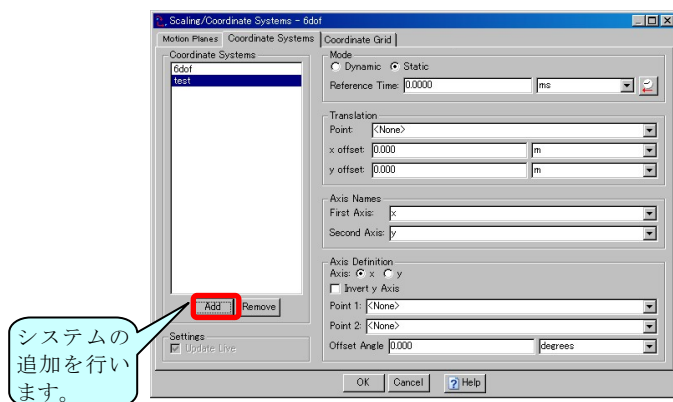 Scaling/Coordinate Systems - 6dof
Motion Planes Coordinate Systems Coordinate Grid
Coordinate Systems
6dof
test
Add Remove
Settings
Update Live
Mode
Dynamic Static
Reference Time: 0.0000 ms
Translation
Point: <None>
x offset: 0.000 m
y offset: 0.000 m
Axis Names
First Axis: x
Second Axis: y
Axis Definition
Axis: x y
Invert y Axis
Point 1: <None>
Point 2: <None>
Offset Angle 0.000 degrees
OK Cancel Help
システムの
追加を行い
ます。